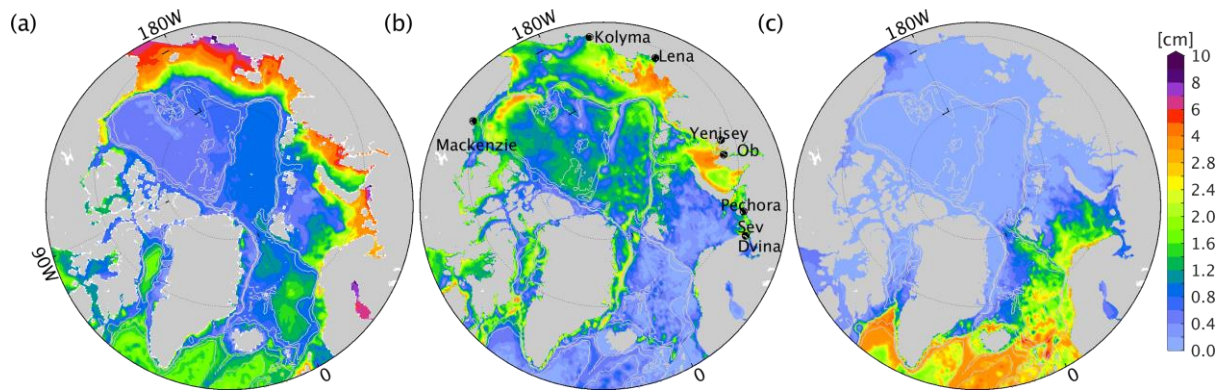 (a)
180W
90W
0
(b)
180W
Kolyma
Lena
Mackenzie
Yenisey
Ob
Pechora
Sev
Dvina
0
(c)
180W
0
[cm]
10
8
6
4
2.8
2.4
2.0
1.6
1.2
0.8
0.4
0.0